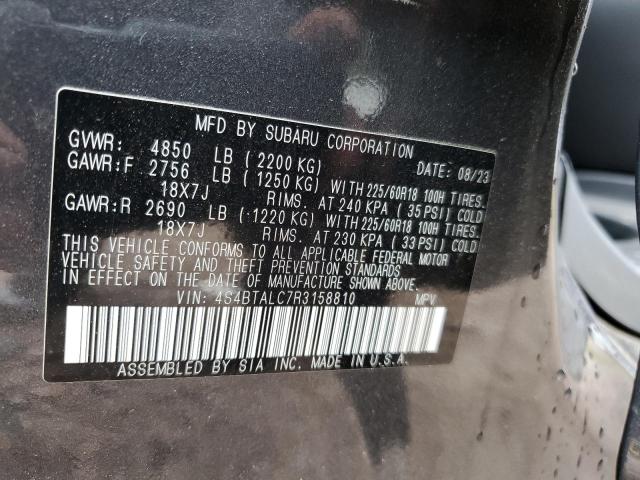 MFD BY SUBARU CORPORATION
GVWR: 4850 LB (2200 KG) DATE: 08/23
GAWR:F 2756 LB (1250 KG) WITH 225/60R18 100H TIRES.
18X7J RIMS. AT 240 KPA (35 PSI) COLD
GAWR:R 2690 LB (1220 KG) WITH 225/60R18 100H TIRES.
18X7J RIMS. AT 230 KPA (33 PSI) COLD
THIS VEHICLE CONFORMS TO ALL APPLICABLE FEDERAL MOTOR
VEHICLE SAFETY AND THEFT PREVENTION STANDARDS
IN EFFECT ON THE DATE OF MANUFACTURE SHOWN ABOVE.
VIN: 4S4BTALC7R3158810 MPV
ASSEMBLED BY SIA INC. MADE IN U.S.A.